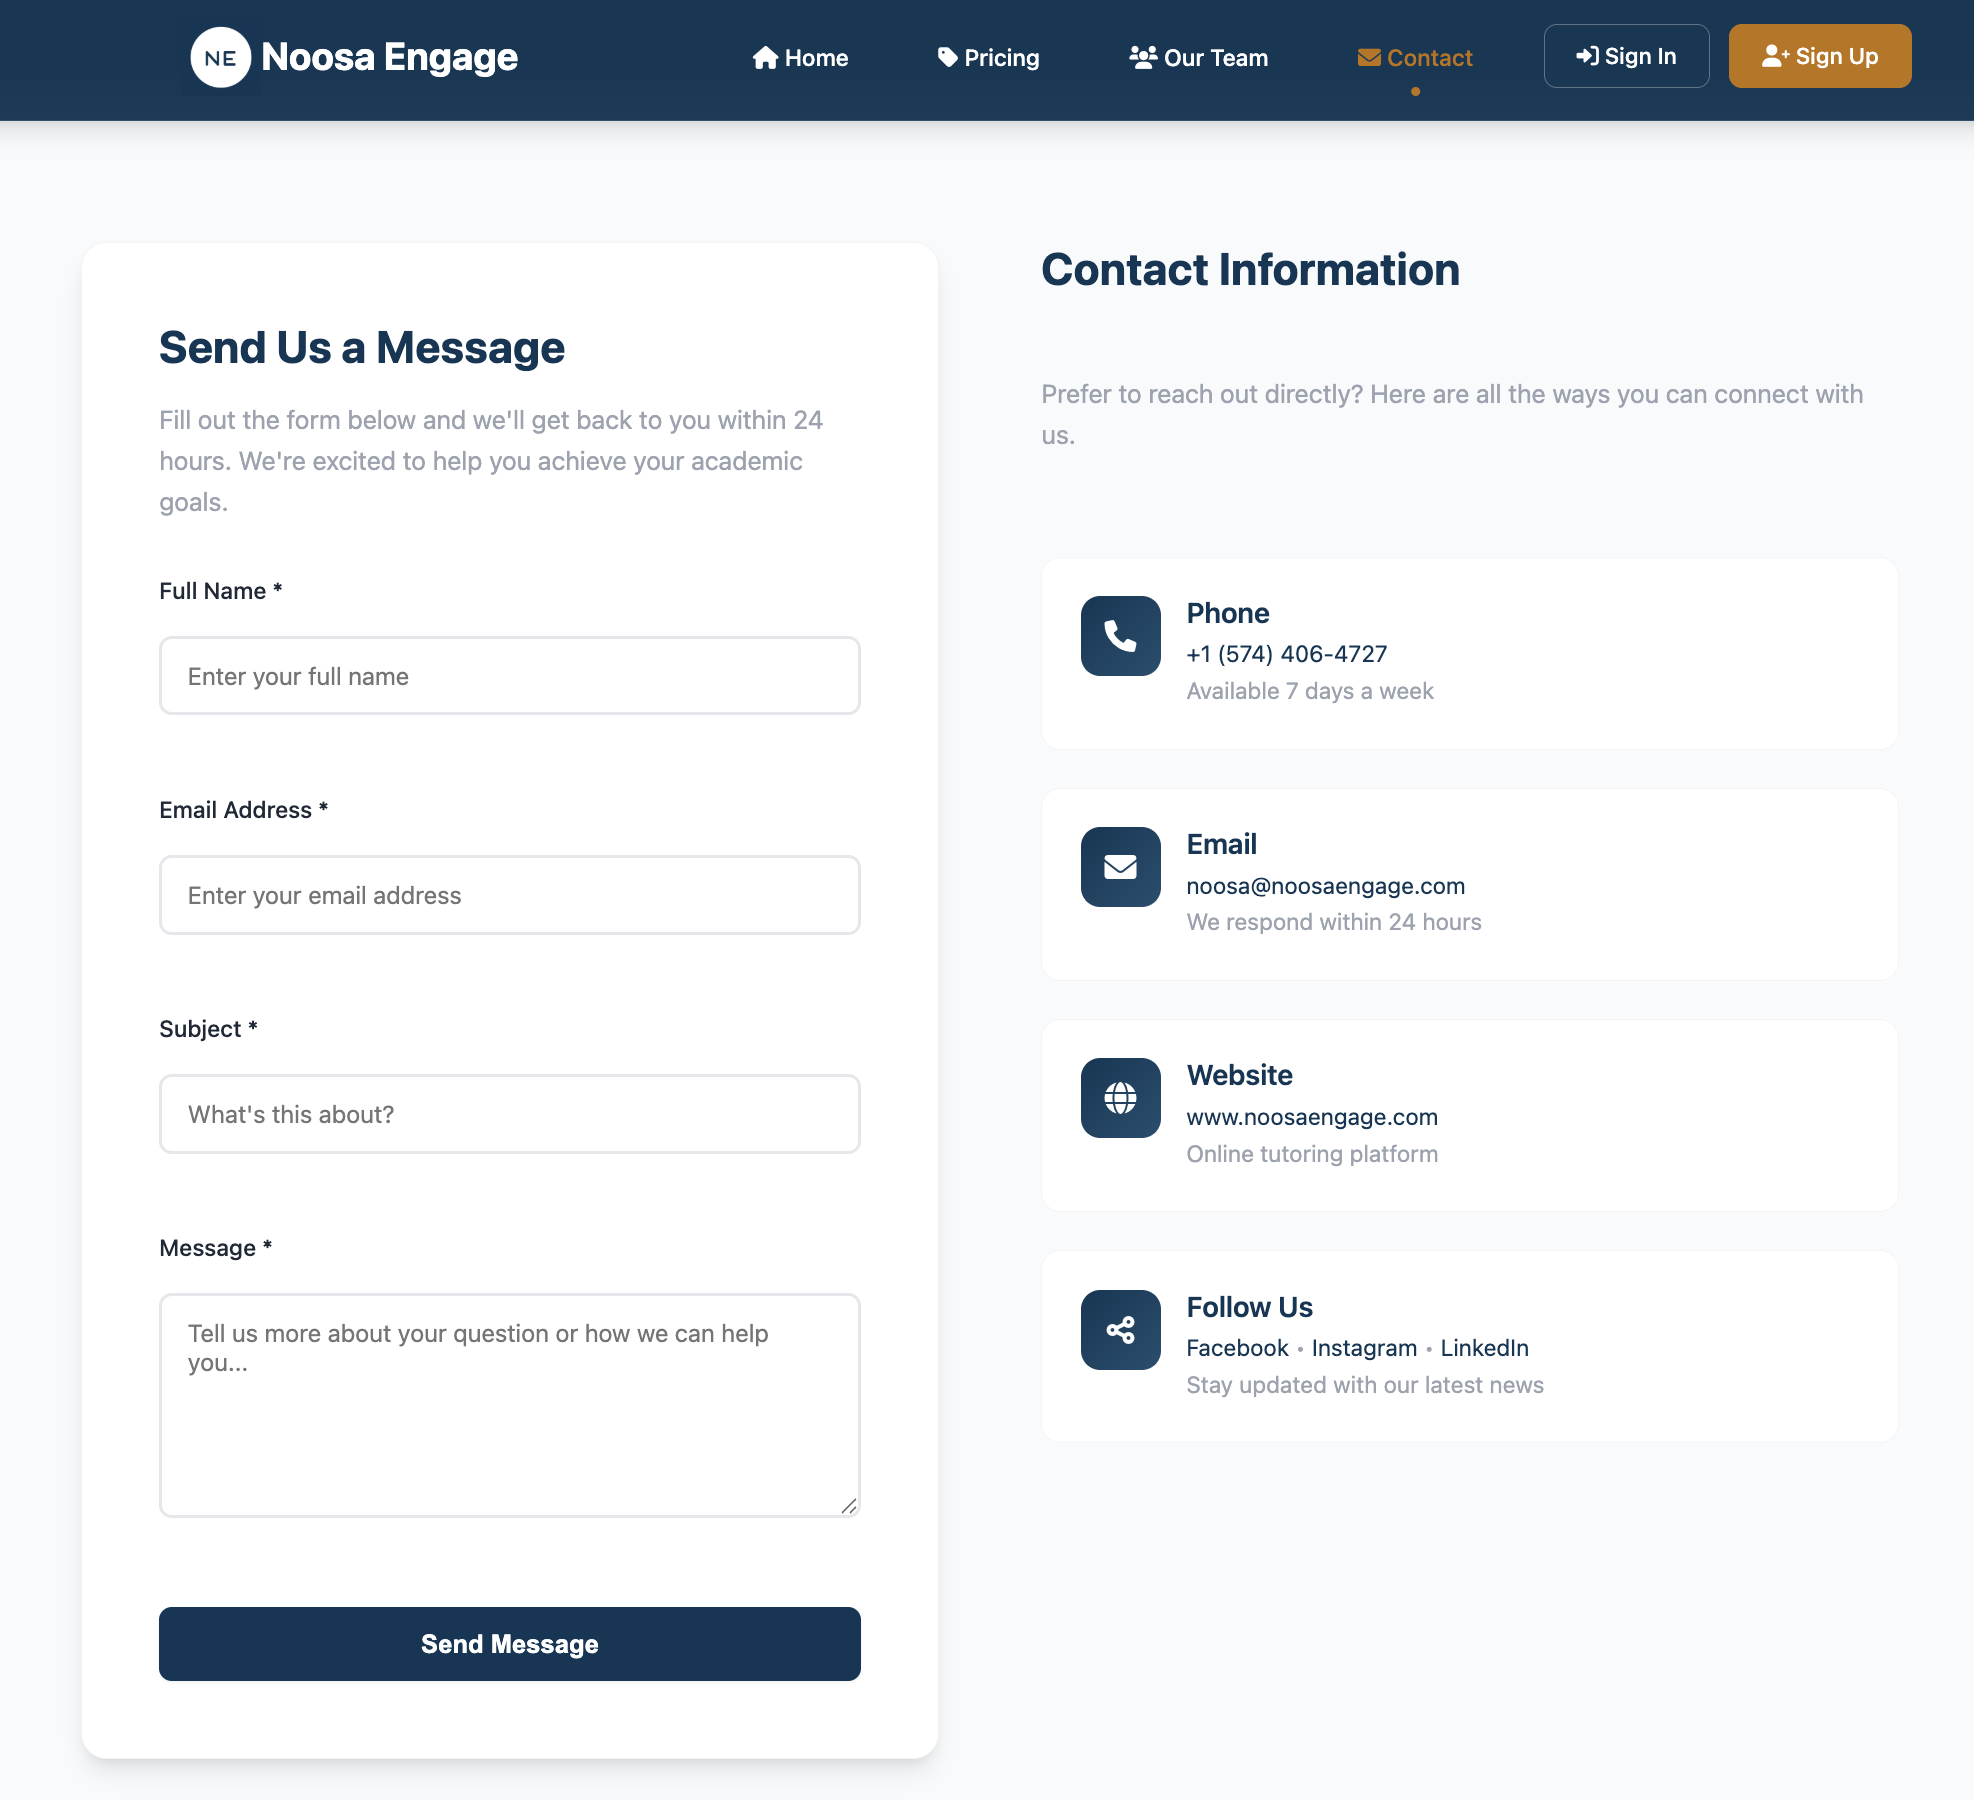 NE Noosa Engage
Home
Pricing
Our Team
Contact
Sign In
Sign Up
Send Us a Message
Fill out the form below and we'll get back to you within 24
hours. We're excited to help you achieve your academic
goals.
Full Name *
Enter your full name
Email Address *
Enter your email address
Subject *
What's this about?
Message *
Tell us more about your question or how we can help
you...
Send Message
Contact Information
Prefer to reach out directly? Here are all the ways you can connect with
us.
Phone
+1 (574) 406-4727
Available 7 days a week
Email
noosa@noosaengage.com
We respond within 24 hours
Website
www.noosaengage.com
Online tutoring platform
Follow Us
Facebook • Instagram • LinkedIn
Stay updated with our latest news